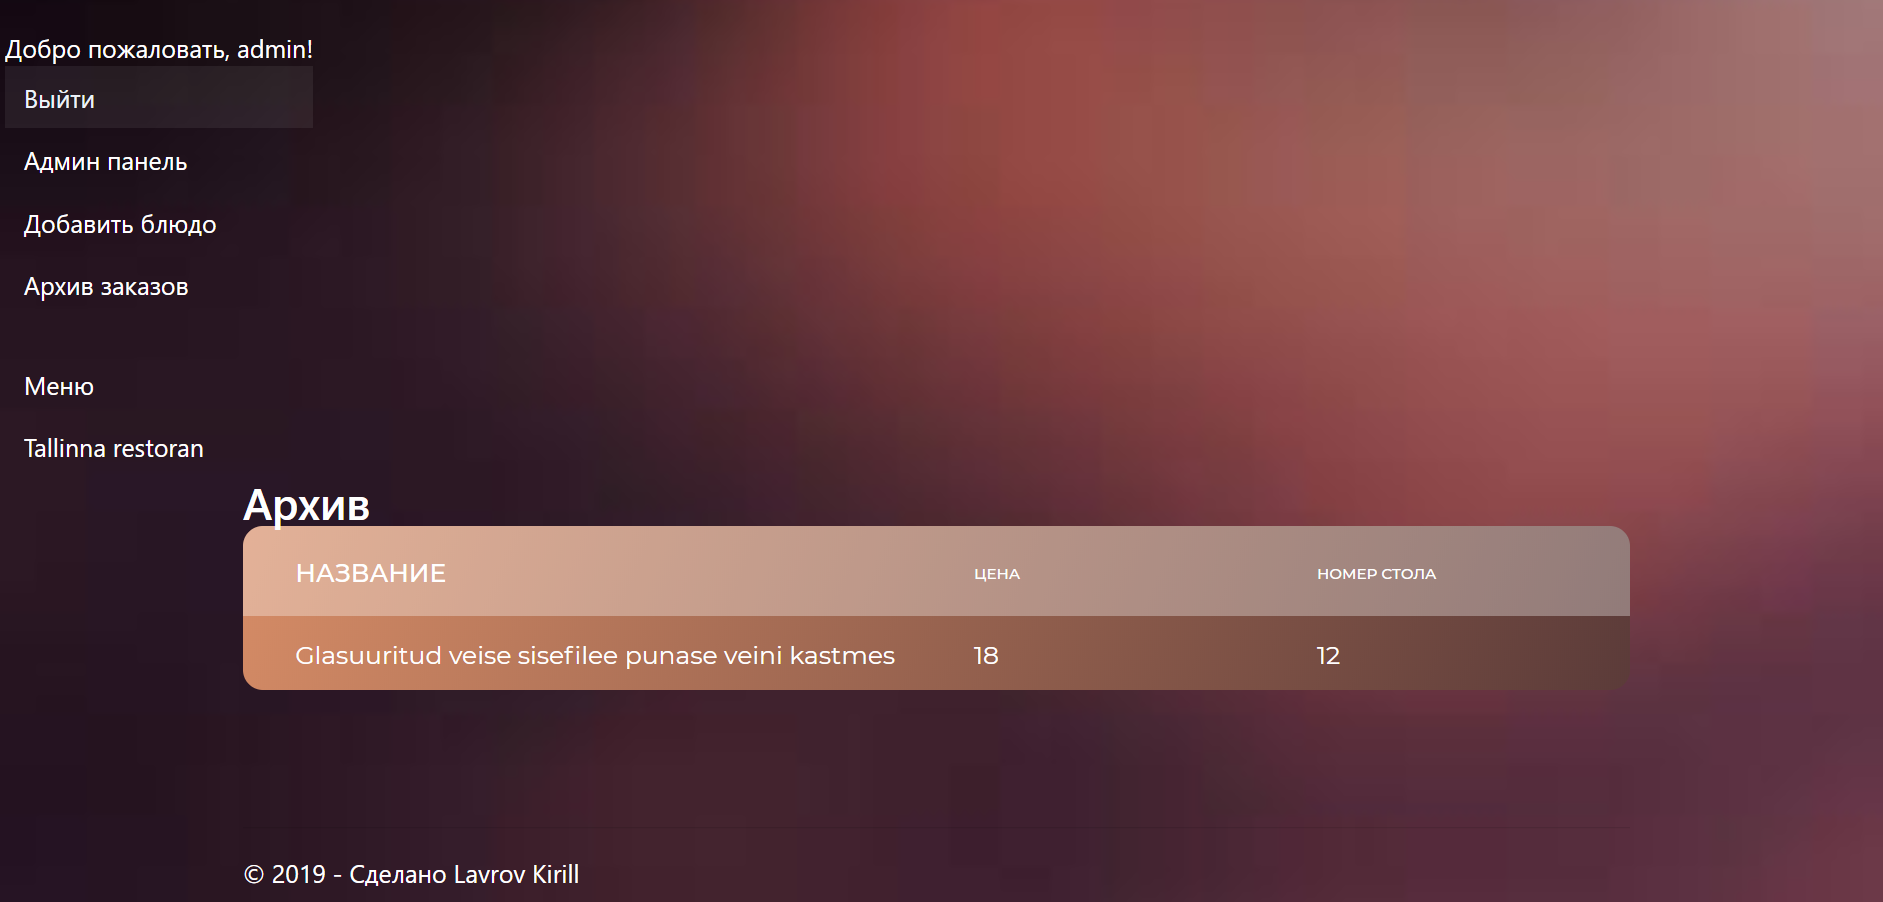 Добро пожаловать, admin!
Выйти
Админ панель
Добавить блюдо
Архив заказов
Меню
Tallinna restoran
Архив
НАЗВАНИЕ ЦЕНА НОМЕР СТОЛА
Glasuuritud veise sisefilee punase veini kastmes 18 12
© 2019 - Сделано Lavrov Kirill